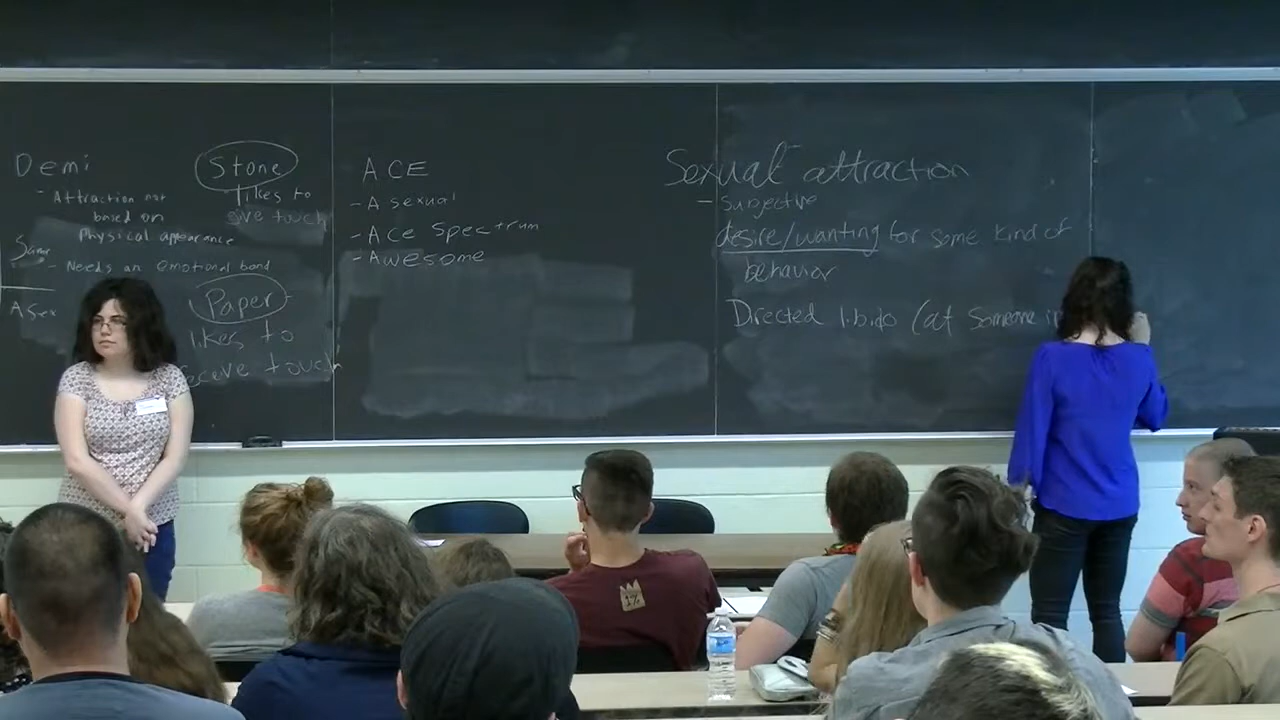 Demi
- Attraction not
based on
Physical appearance
- Needs an emotional bond
Asex
Stone
likes to
give touch
Paper
likes to
receive touch
ACE
- Asexual
- Ace Spectrum
- Awesome
Sexual attraction
- Subjective
desire/wanting for some kind of
behavior
Directed libido (at someone